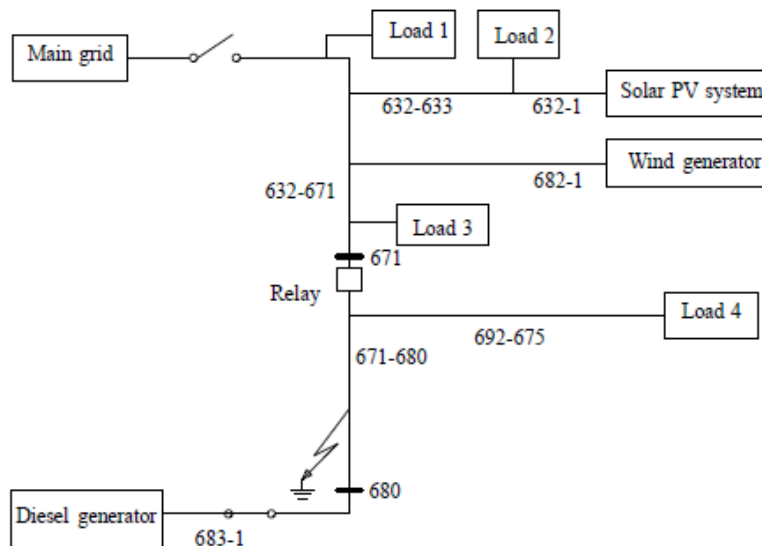 Load 1
Load 2
Main grid
Solar PV system
632-633
632-1
Wind generator
682-1
632-671
Load 3
671
Relay
Load 4
692-675
671-680
680
Diesel generator
683-1